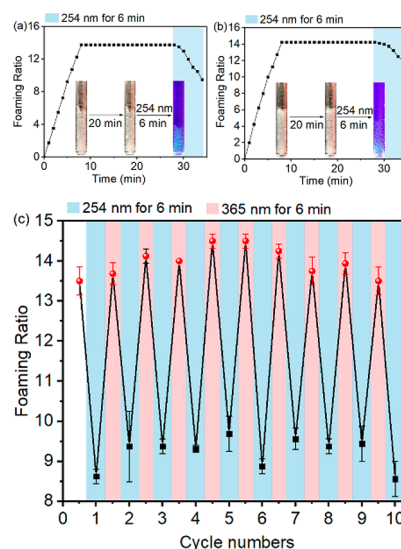 254 nm for 6 min
(a)
Foaming Ratio
16
12
8
4
0
20 min
254 nm
6 min
0 10 20 30
Time (min)
254 nm for 6 min
(b)
Foaming Ratio
16
14
12
10
8
6
4
2
0
20 min
254 nm
6 min
0 10 20 30
Time (min)
254 nm for 6 min 365 nm for 6 min
(c)
Foaming Ratio
15
14
13
12
11
10
9
8
0 1 2 3 4 5 6 7 8 9 10
Cycle numbers